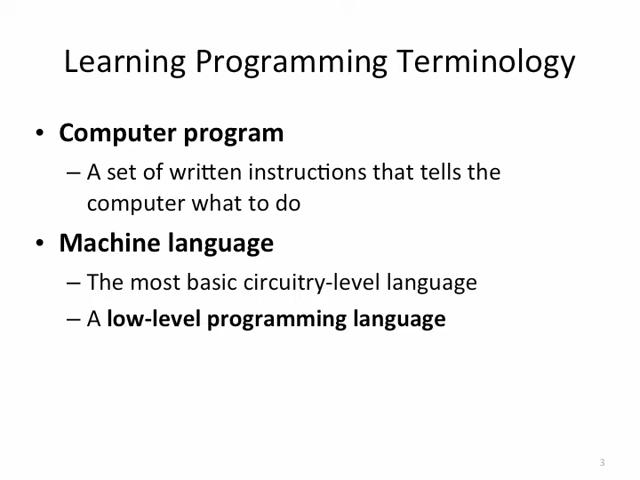 Learning Programming Terminology
• Computer program
– A set of written instructions that tells the
computer what to do
• Machine language
– The most basic circuitry-level language
– A low-level programming language
3